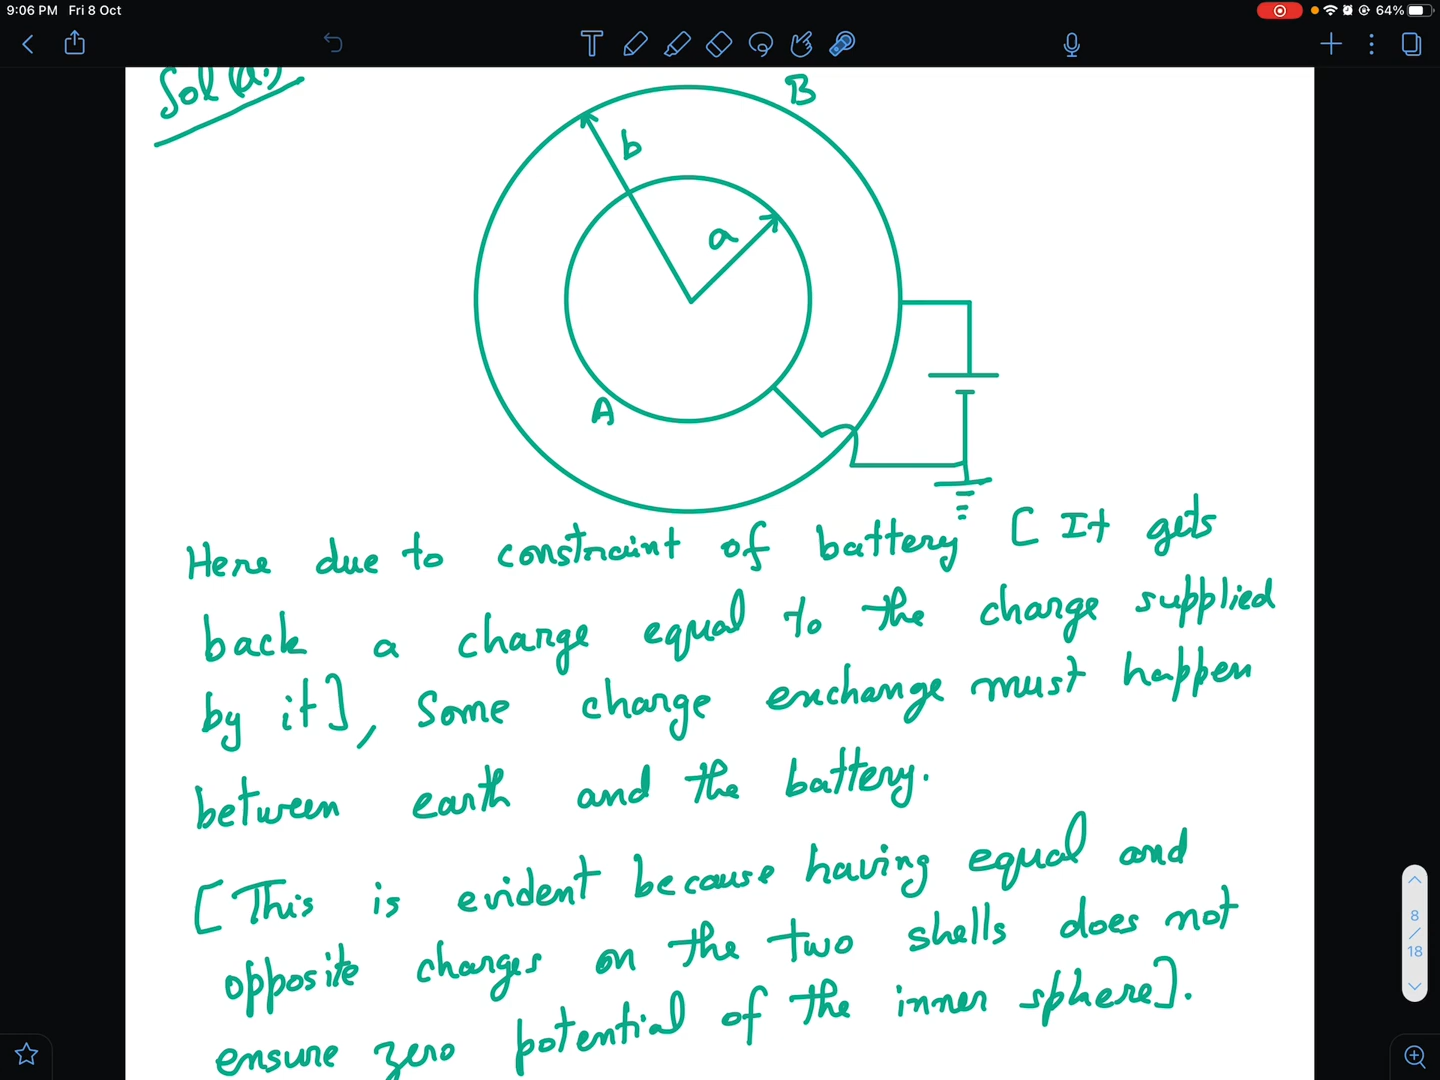 9:06 PM Fri 8 Oct
64%
Sol (a.)
B
b
a
A
Here due to constraint of battery [ It gets
back a charge equal to the charge supplied
by it], Some charge exchange must happen
between earth and the battery.
[This is evident because having equal and
opposite charges on the two shells does not
ensure zero potential of the inner sphere].
8
/
18